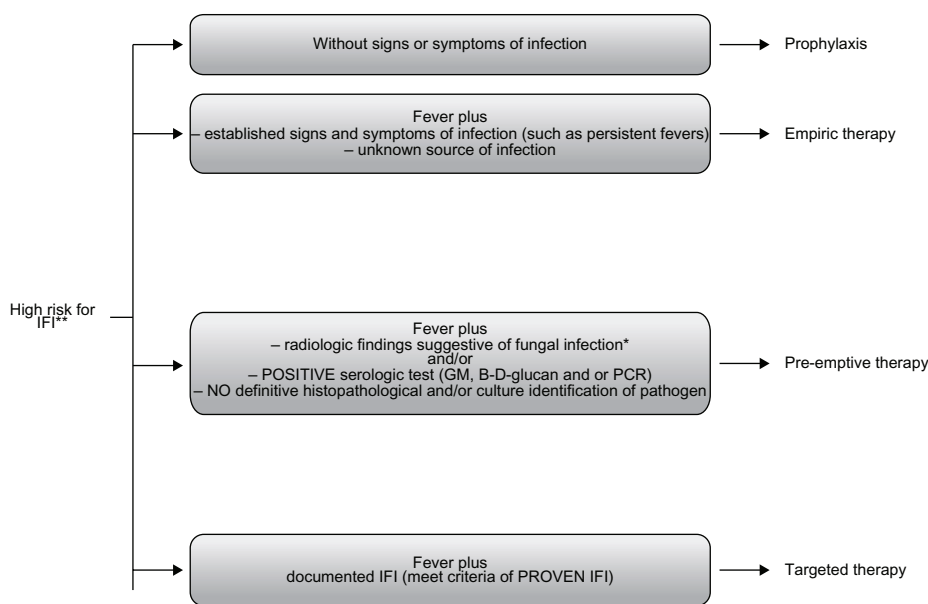 Without signs or symptoms of infection
Prophylaxis
Fever plus
– established signs and symptoms of infection (such as persistent fevers)
– unknown source of infection
Empiric therapy
High risk for
IFI**
Fever plus
– radiologic findings suggestive of fungal infection*
and/or
– POSITIVE serologic test (GM, B-D-glucan and or PCR)
– NO definitive histopathological and/or culture identification of pathogen
Pre-emptive therapy
Fever plus
documented IFI (meet criteria of PROVEN IFI)
Targeted therapy